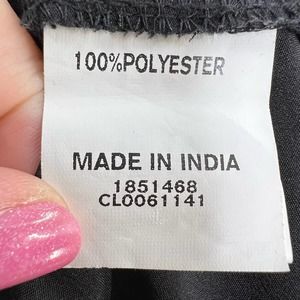 100%POLYESTER
MADE IN INDIA
1851468
CL0061141